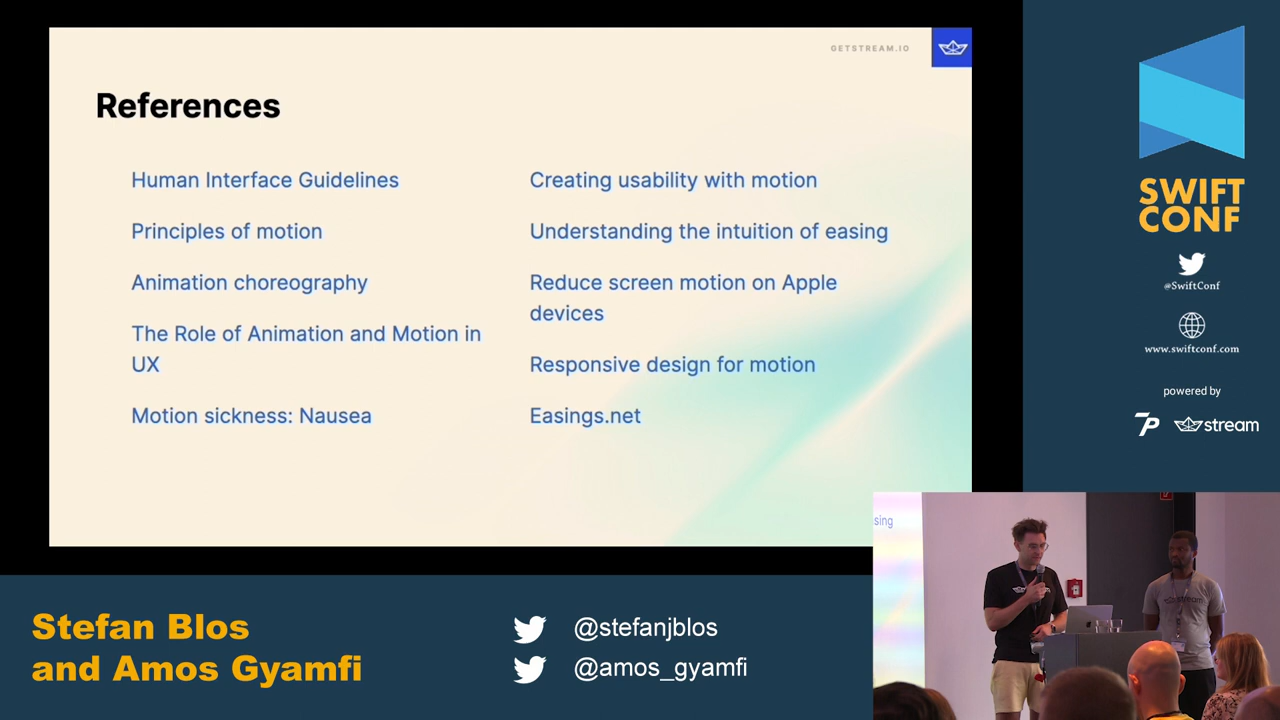 GETSTREAM.IO
References
Human Interface Guidelines
Principles of motion
Animation choreography
The Role of Animation and Motion in
UX
Motion sickness: Nausea
Creating usability with motion
Understanding the intuition of easing
Reduce screen motion on Apple
devices
Responsive design for motion
Easings.net
SWIFT
CONF
@SwiftConf
www.swiftconf.com
powered by
7P
stream
sing
Stefan Blos
and Amos Gyamfi
@stefanjblos
@amos_gyamfi